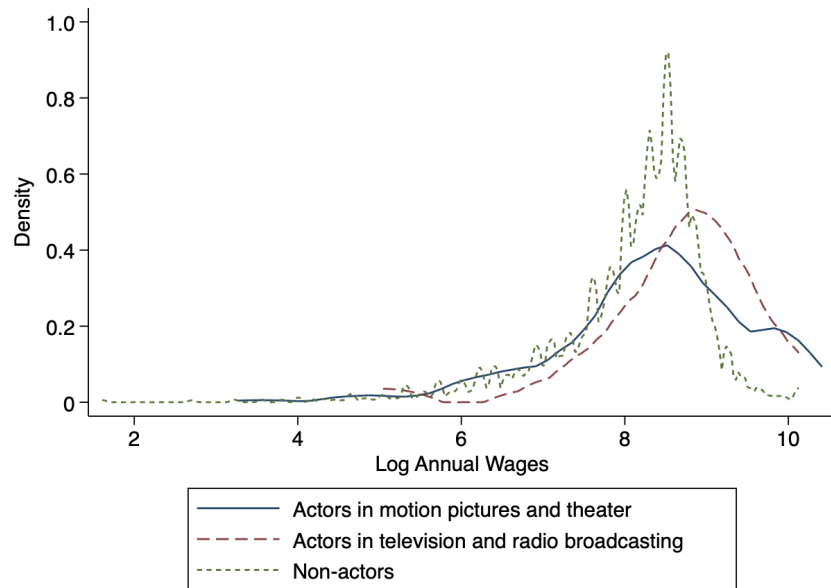 1.0
0.8
0.6
0.4
0.2
0
Density
2 4 6 8 10
Log Annual Wages
Actors in motion pictures and theater
Actors in television and radio broadcasting
Non-actors